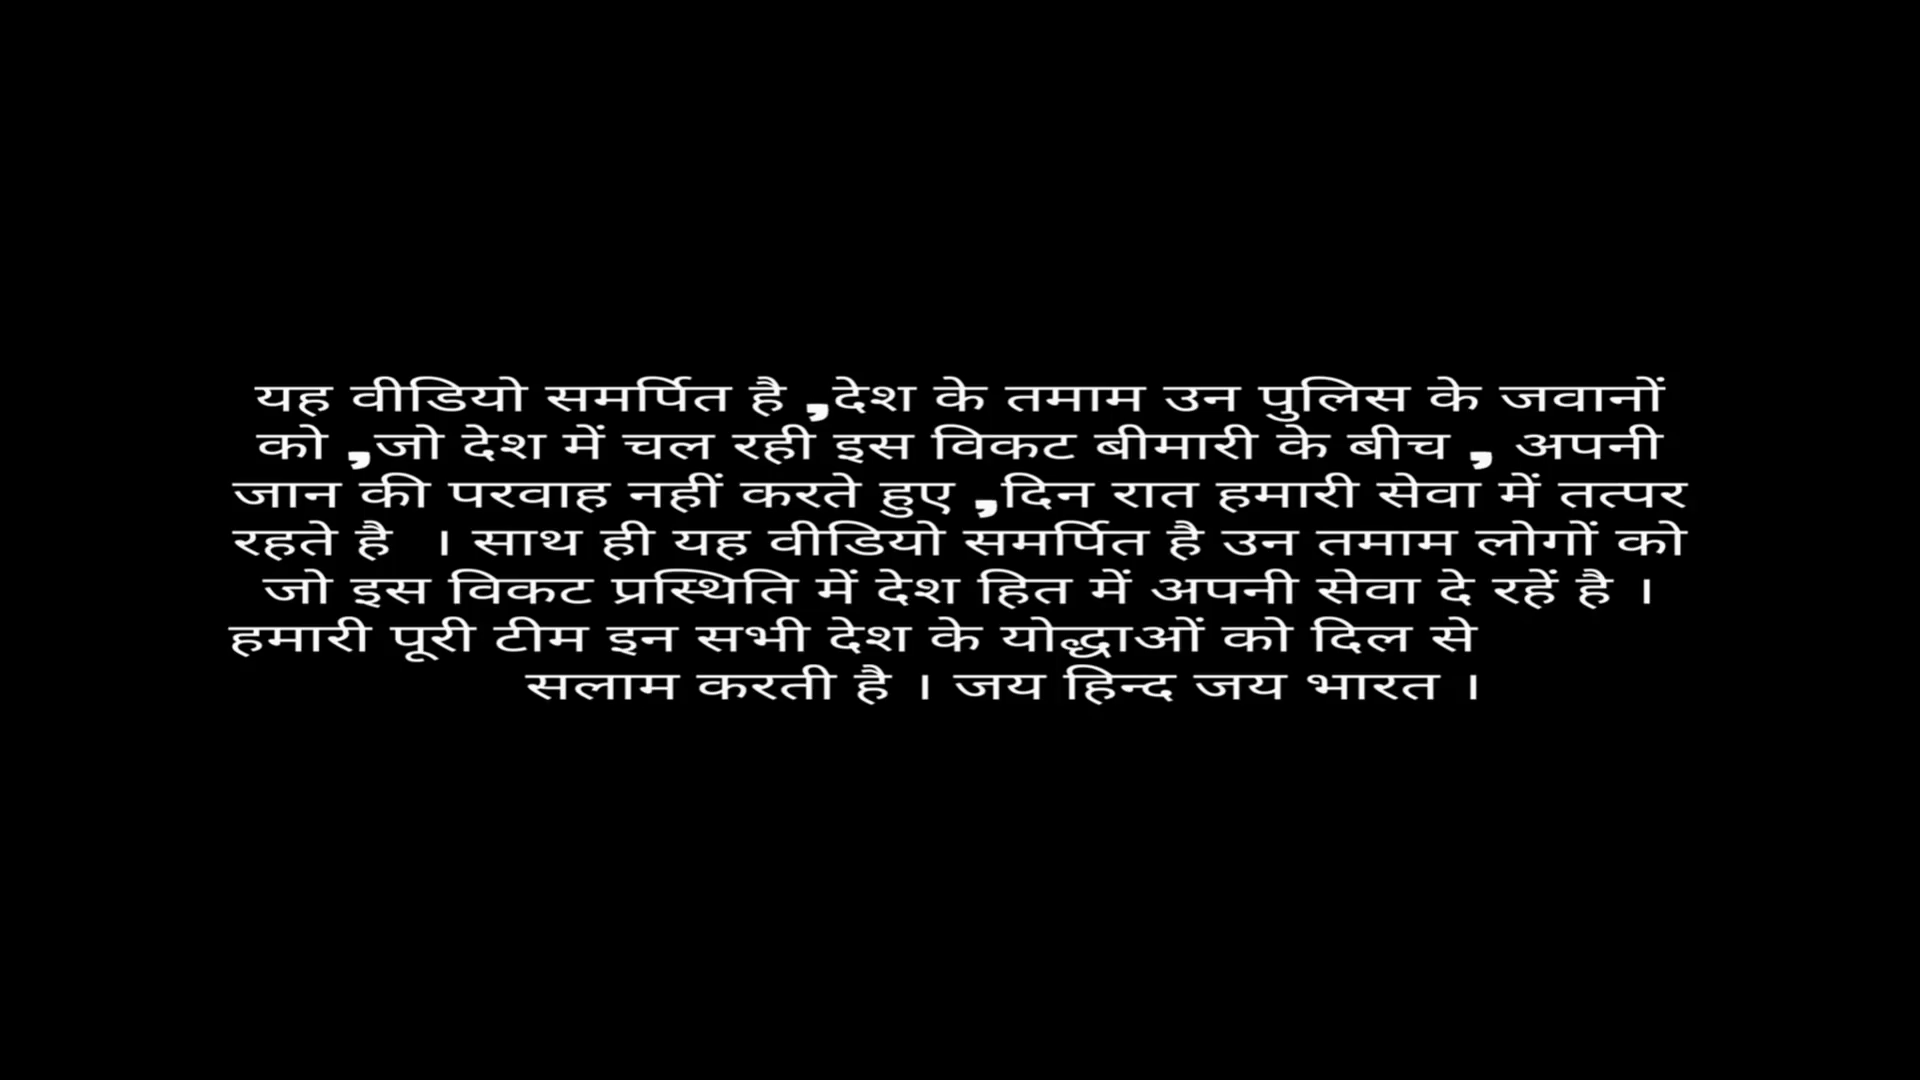 यह वीडियो समर्पित है ,देश के तमाम उन पुलिस के जवानों
को ,जो देश में चल रही इस विकट बीमारी के बीच , अपनी
जान की परवाह नहीं करते हुए ,दिन रात हमारी सेवा में तत्पर
रहते है । साथ ही यह वीडियो समर्पित है उन तमाम लोगों को
जो इस विकट प्रस्थिति में देश हित में अपनी सेवा दे रहें है ।
हमारी पूरी टीम इन सभी देश के योद्धाओं को दिल से
सलाम करती है । जय हिन्द जय भारत ।